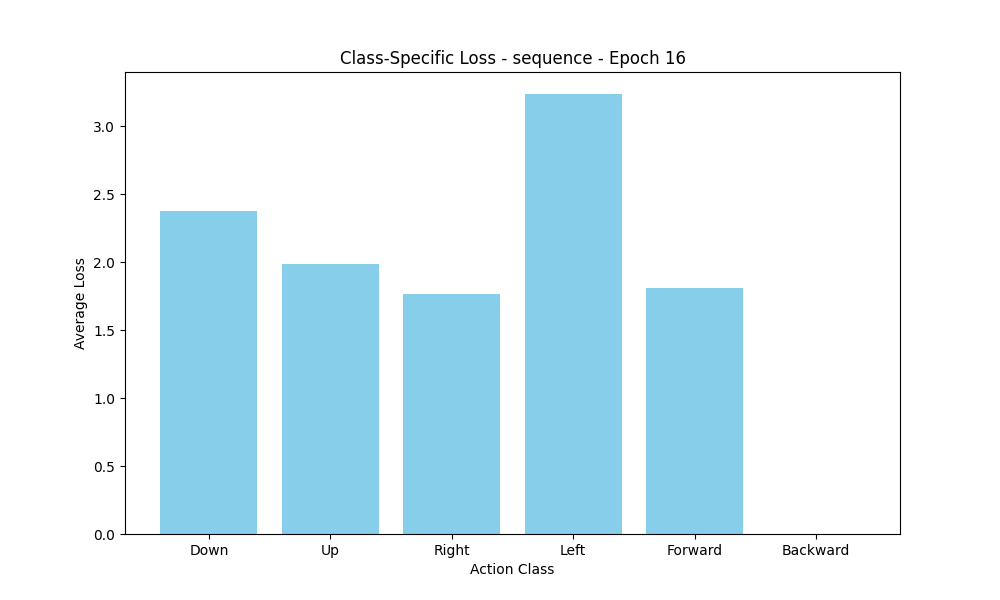 Class-Specific Loss - sequence - Epoch 16
3.0
2.5
2.0
1.5
1.0
0.5
0.0
Average Loss
Down Up Right Left Forward Backward
Action Class